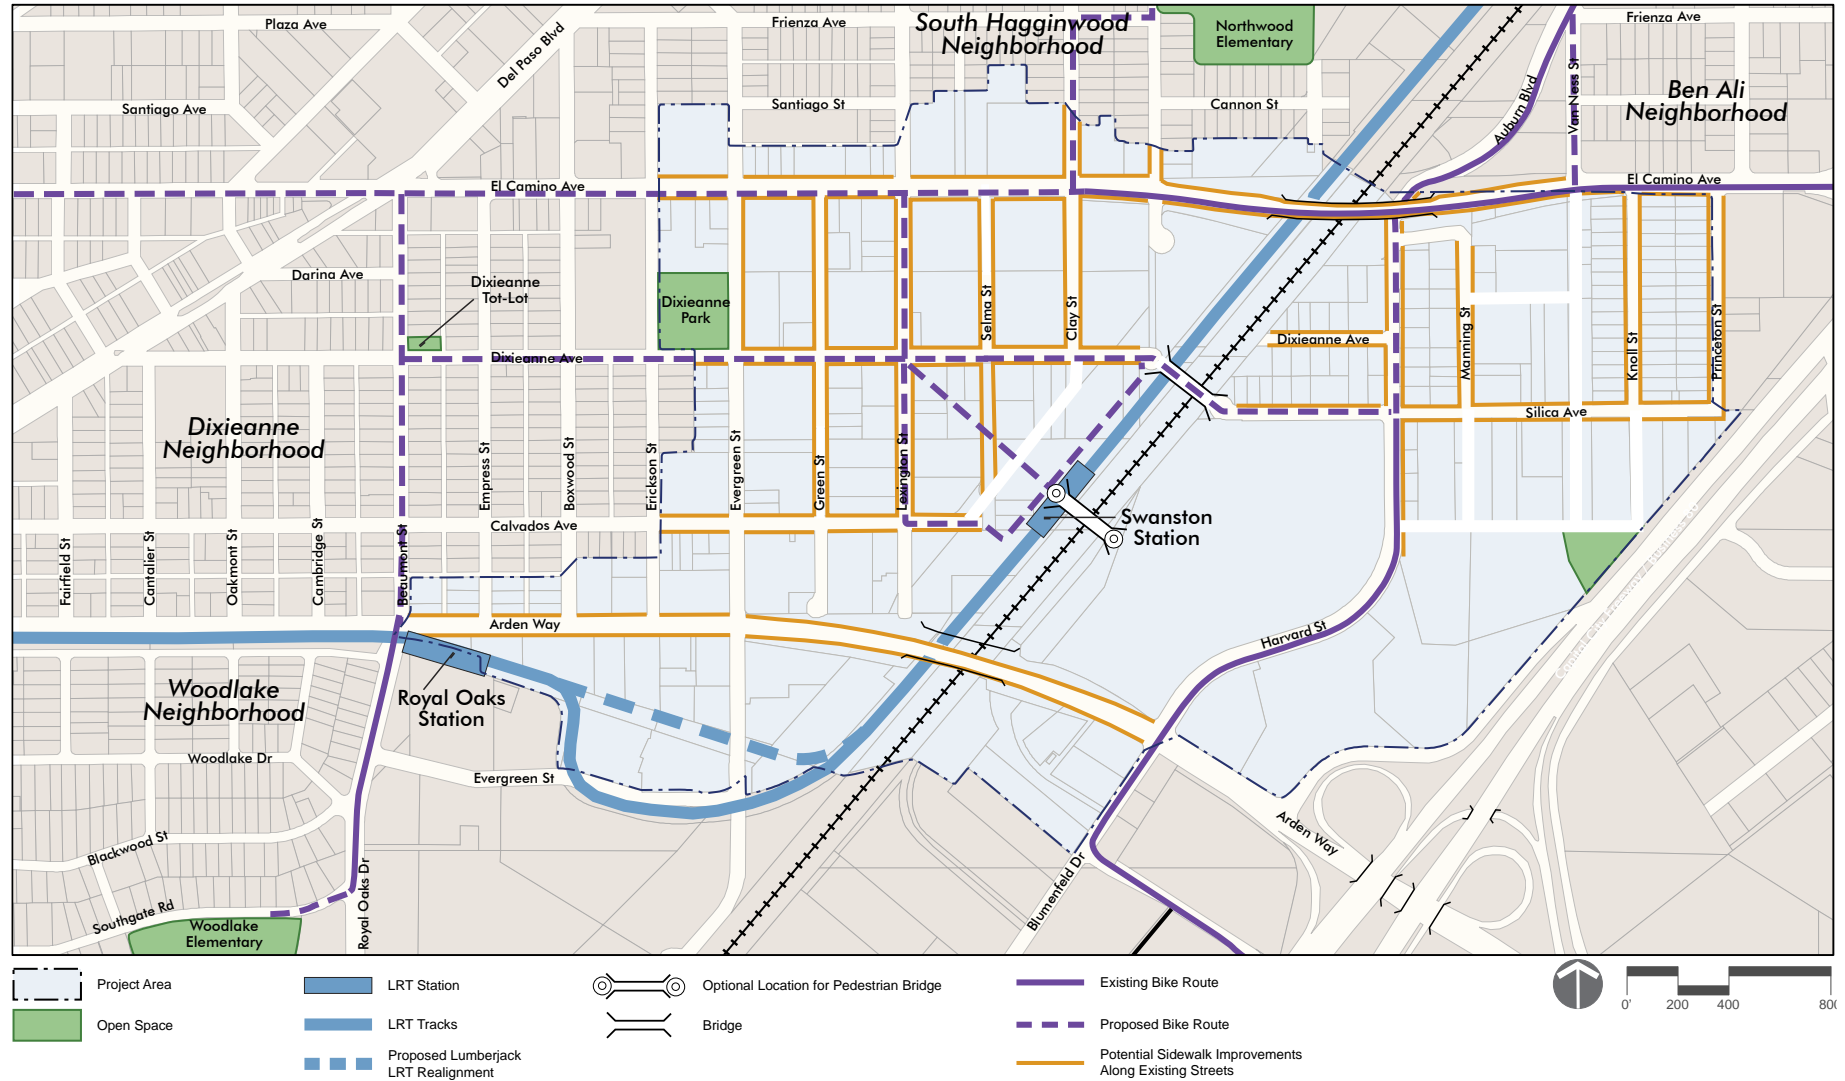 Plaza Ave
Del Paso Blvd
Frienza Ave
South Hagginwood
Neighborhood
Northwood
Elementary
Frienza Ave
Santiago Ave
Santiago St
Cannon St
Auburn Blvd
Van Ness St
Ben Ali
Neighborhood
El Camino Ave
El Camino Ave
Darina Ave
Dixieanne
Tot-Lot
Dixieanne
Park
Selma St
Clay St
Dixieanne Ave
Manning St
Knoll St
Princeton St
Dixieanne Ave
Silica Ave
Dixieanne
Neighborhood
Empress St
Boxwood St
Erickson St
Evergreen St
Green St
Lexington St
Calvados Ave
Swanston
Station
Fairfield St
Cantalier St
Oakmont St
Cambridge St
Beaumont St
Arden Way
Harvard St
Capital City Freeway / Business 80
Woodlake
Neighborhood
Royal Oaks
Station
Woodlake Dr
Evergreen St
Blackwood St
Arden Way
Royal Oaks Dr
Blumenfeld Dr
Southgate Rd
Woodlake
Elementary
Project Area
Open Space
LRT Station
LRT Tracks
Proposed Lumberjack
LRT Realignment
Optional Location for Pedestrian Bridge
Bridge
Existing Bike Route
Proposed Bike Route
Potential Sidewalk Improvements
Along Existing Streets
0' 200 400 800